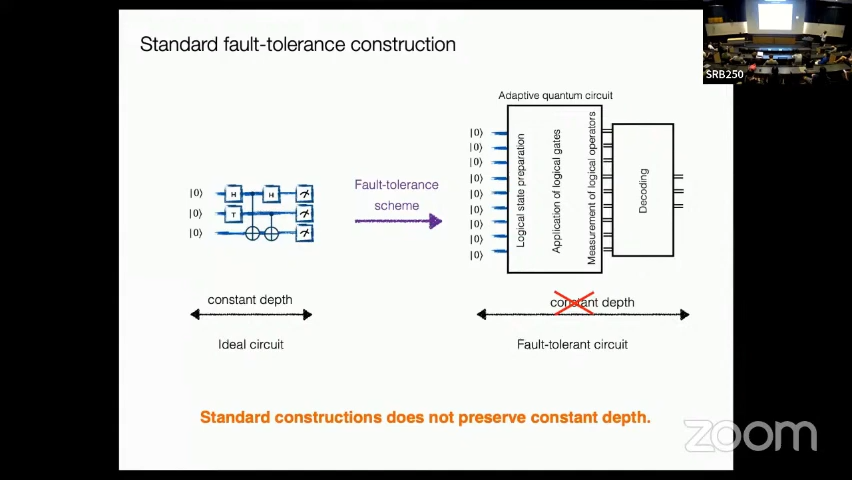 Standard fault-tolerance construction
SRB250
Adaptive quantum circuit
|0⟩
|0⟩
|0⟩
|0⟩
|0⟩
|0⟩
|0⟩
|0⟩
|0⟩
Logical state preparation
Application of logical gates
Measurement of logical operators
Decoding
|0⟩ H H
|0⟩ T
|0⟩
Fault-tolerance
scheme
constant depth
Ideal circuit
constant depth
Fault-tolerant circuit
Standard constructions does not preserve constant depth.
zoom